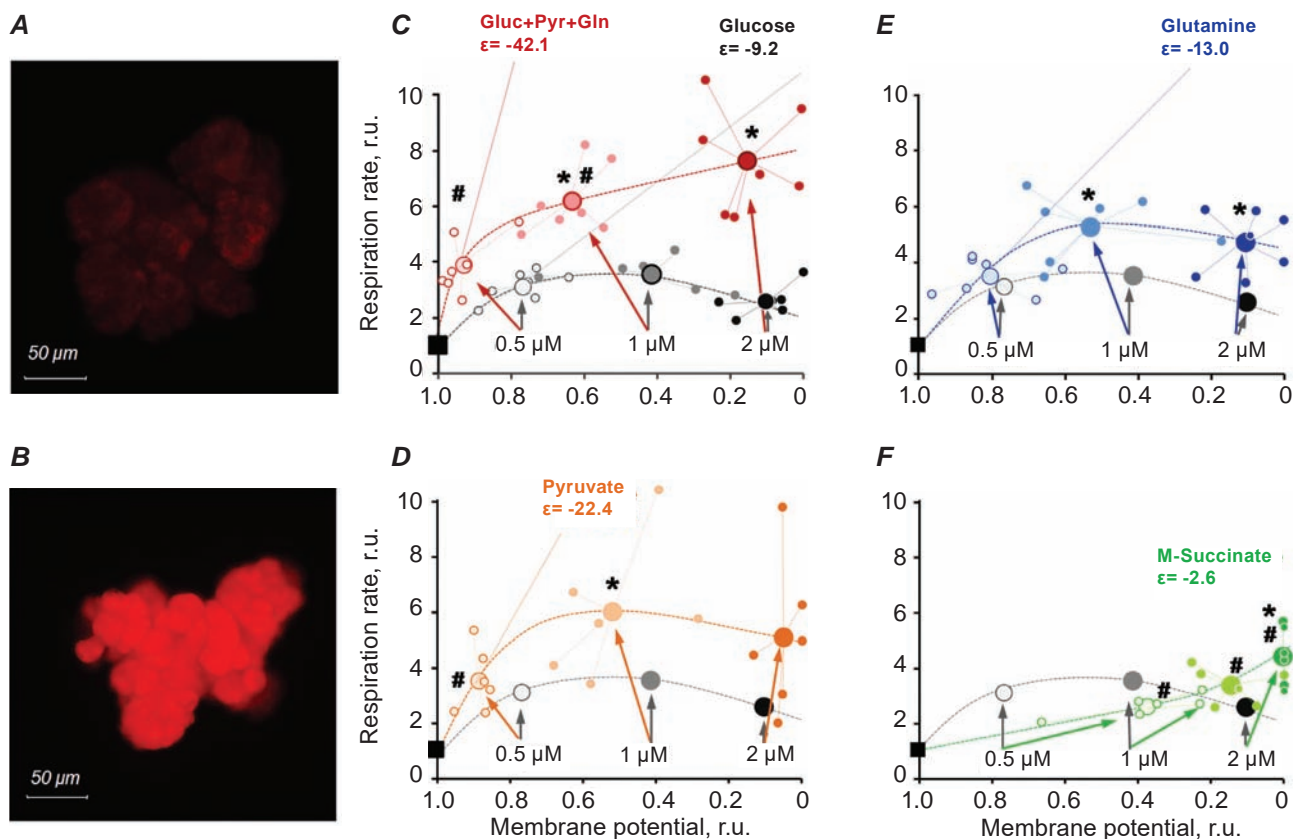 A
50 µm
B
50 µm
C
Gluc+Pyr+Gln
ε= -42.1
Glucose
ε= -9.2
Respiration rate, r.u.
10
8
6
4
2
0
#
* #
*
0.5 µM
1 µM
2 µM
1.0
0.8
0.6
0.4
0.2
0
D
Pyruvate
ε= -22.4
Respiration rate, r.u.
10
8
6
4
2
0
#
*
0.5 µM
1 µM
2 µM
1.0
0.8
0.6
0.4
0.2
0
Membrane potential, r.u.
E
Glutamine
ε= -13.0
10
8
6
4
2
0
*
*
0.5 µM
1 µM
2 µM
1.0
0.8
0.6
0.4
0.2
0
F
M-Succinate
ε= -2.6
10
8
6
4
2
0
#
#
*
#
0.5 µM
1 µM
2 µM
1.0
0.8
0.6
0.4
0.2
0
Membrane potential, r.u.